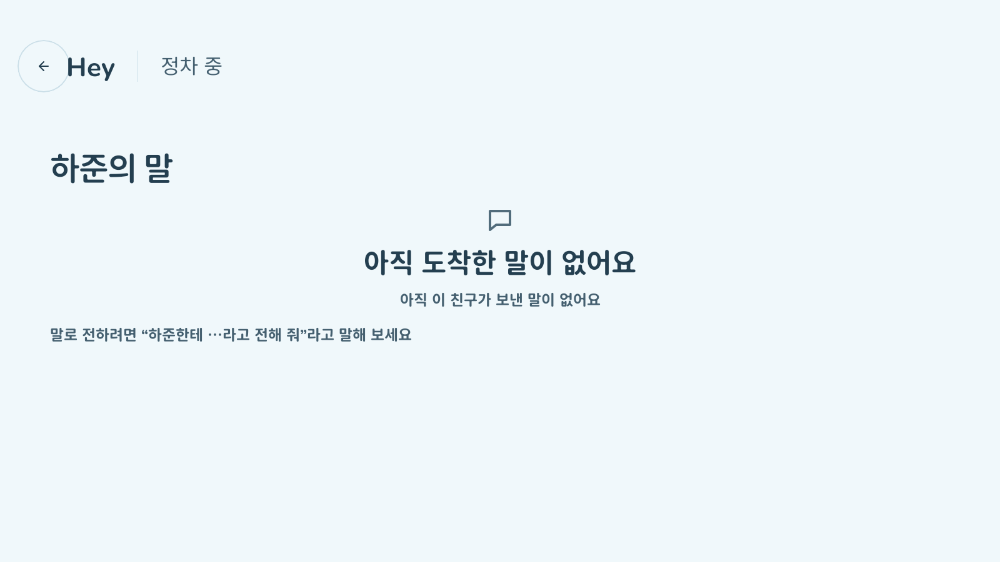 Hey
정차 중
하준의 말
아직 도착한 말이 없어요
아직 이 친구가 보낸 말이 없어요
말로 전하려면 “하준한테 …라고 전해 줘”라고 말해 보세요